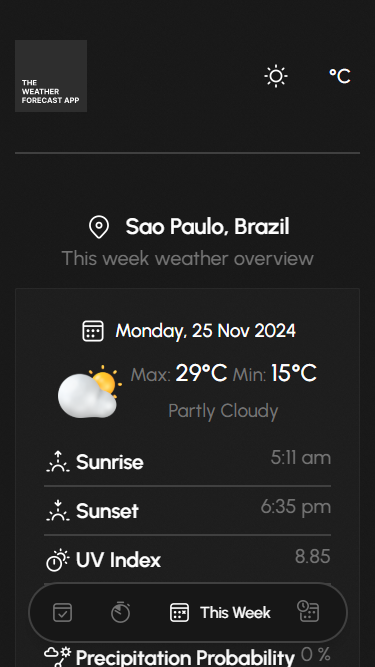 THE
WEATHER
FORECAST APP
°C
Sao Paulo, Brazil
This week weather overview
Monday, 25 Nov 2024
Max: 29°C Min: 15°C
Partly Cloudy
Sunrise 5:11 am
Sunset 6:35 pm
UV Index 8.85
This Week
Precipitation Probability 0 %